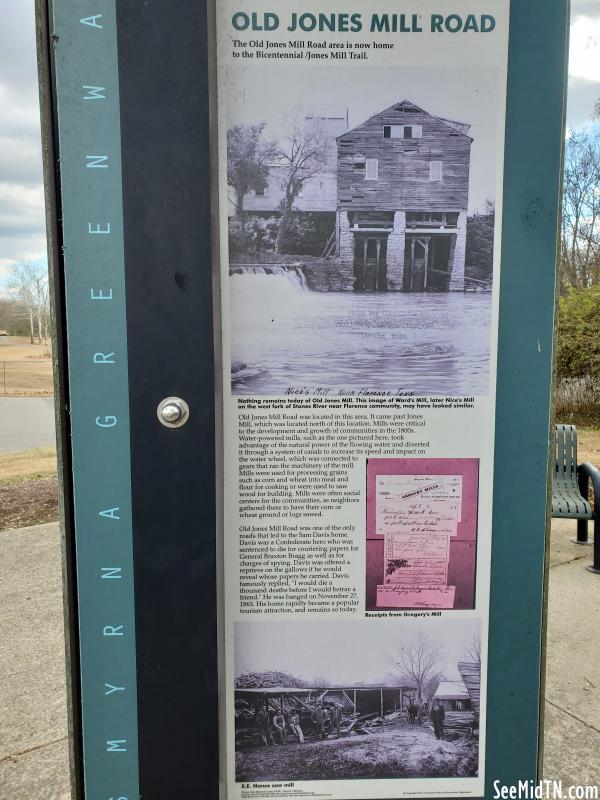 OLD JONES MILL ROAD
The Old Jones Mill Road area is now home
to the Bicentennial /Jones Mill Trail.
Nice's Mill Near Florence Tenn
Nothing remains today of Old Jones Mill. This image of Ward's Mill, later Nice's Mill
on the west fork of Stones River near Florence community, may have looked similar.
Old Jones Mill Road was located in this area. It came past Jones
Mill, which was located north of this location. Mills were critical
to the development and growth of communities in the 1800s.
Water-powered mills, such as the one pictured here, took
advantage of the natural power of the flowing water and diverted
it through a system of canals to increase its speed and impact on
the water wheel, which was connected to
gears that ran the machinery of the mill.
Mills were used for processing grains
such as corn and wheat into meal and
flour for cooking or were used to saw
wood for building. Mills were often social
centers for the communities, as neighbors
gathered there to have their corn or
wheat ground or logs sawed.
Old Jones Mill Road was one of the only
roads that led to the Sam Davis home.
Davis was a Confederate hero who was
sentenced to die for couriering papers for
General Braxton Bragg as well as for
charges of spying. Davis was offered a
reprieve on the gallows if he would
reveal whose papers he carried. Davis
famously replied, "I would die a
thousand deaths before I would betray a
friend." He was hanged on November 27,
1863. His home rapidly became a popular
tourism attraction, and remains so today.
GREGORY MILLS
Receipts from Gregory's Mill
E.E. Nance saw mill
SMYRNA GREENWA
SeeMidTN.com